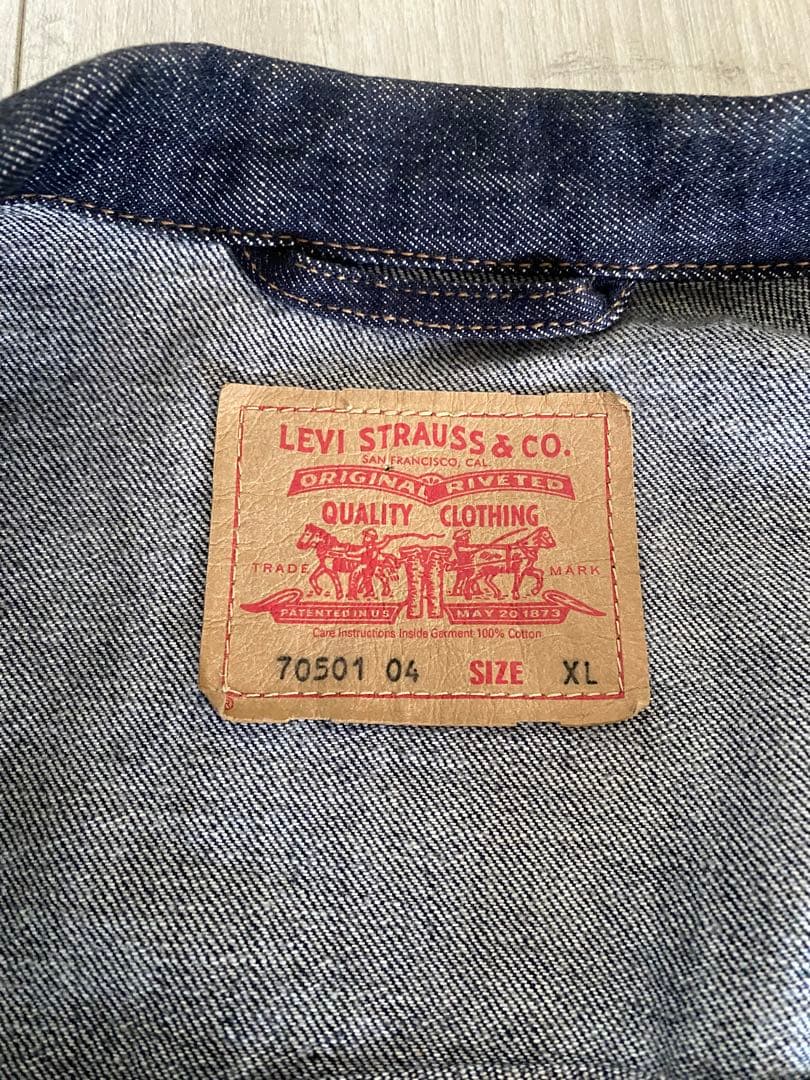 LEVI STRAUSS & CO.
SAN FRANCISCO, CAL.
ORIGINAL RIVETED
QUALITY CLOTHING
TRADE MARK
PATENTED IN US MAY 20 1873
Care Instructions Inside Germent 100% Cotton
70501 04 SIZE XL